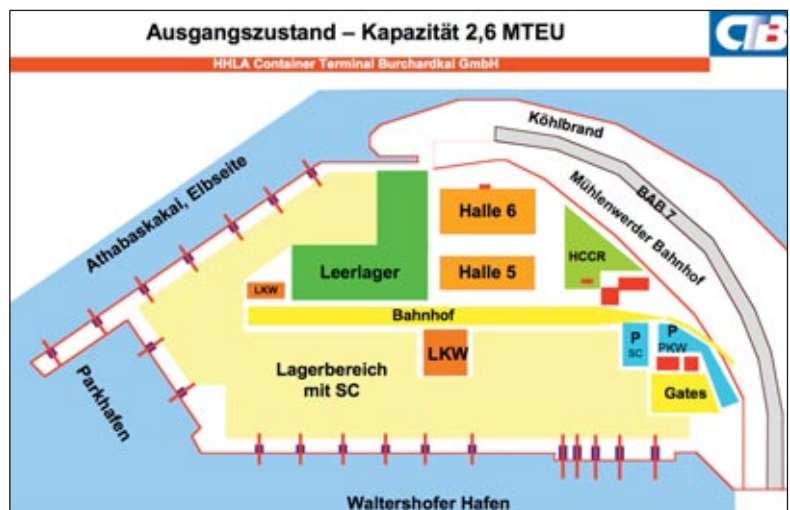 Ausgangszustand – Kapazität 2,6 MTEU
CTB
HHLA Container Terminal Burchardkai GmbH
Köhlbrand
Athabaskakai, Elbseite
BAB 7
Mühlenwerder Bahnhof
Halle 6
HCCR
Leerlager
Halle 5
LKW
Bahnhof
P
SC
P
PKW
LKW
Lagerbereich
mit SC
Gates
Parkhafen
Waltershofer Hafen